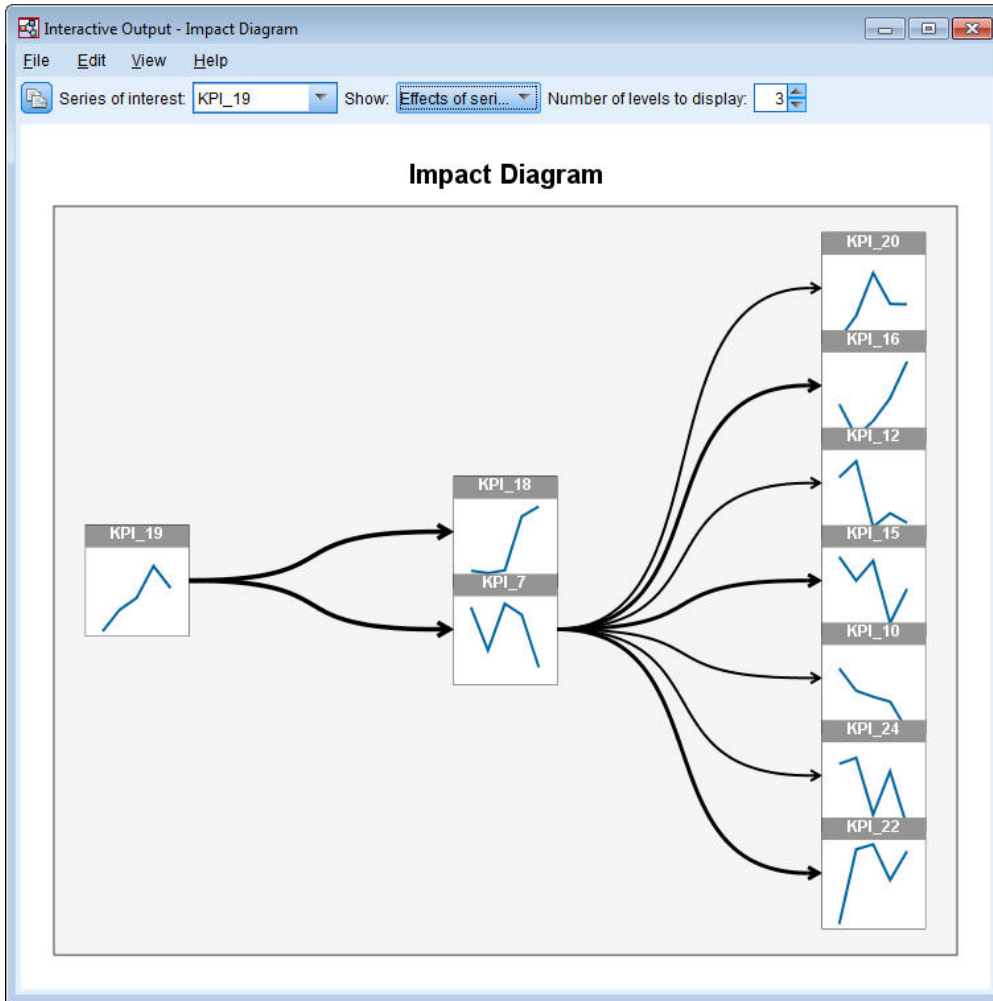 Interactive Output - Impact Diagram
File Edit View Help
Series of interest: KPI_19 Show: Effects of seri... Number of levels to display: 3
Impact Diagram
KPI_20
KPI_16
KPI_12
KPI_18
KPI_19
KPI_15
KPI_7
KPI_10
KPI_24
KPI_22